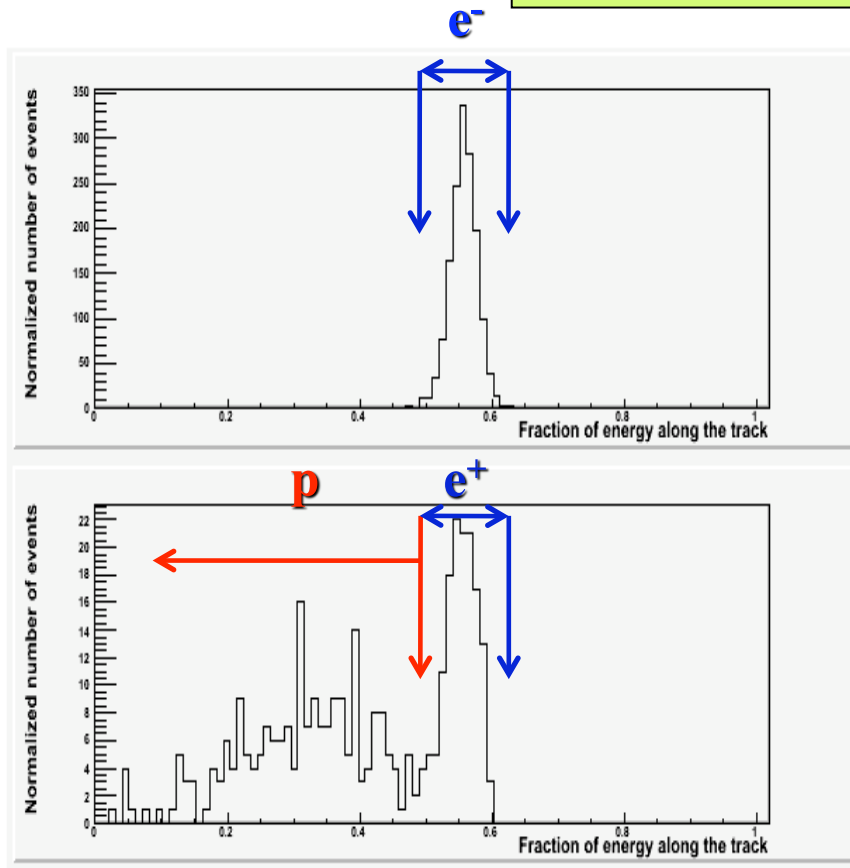 e-
Normalized number of events
350
300
250
200
150
100
50
0
0 0.2 0.4 0.6 0.8 1
Fraction of energy along the track
p e+
Normalized number of events
22
20
18
16
14
12
10
8
6
4
2
0
0 0.2 0.4 0.6 0.8 1
Fraction of energy along the track